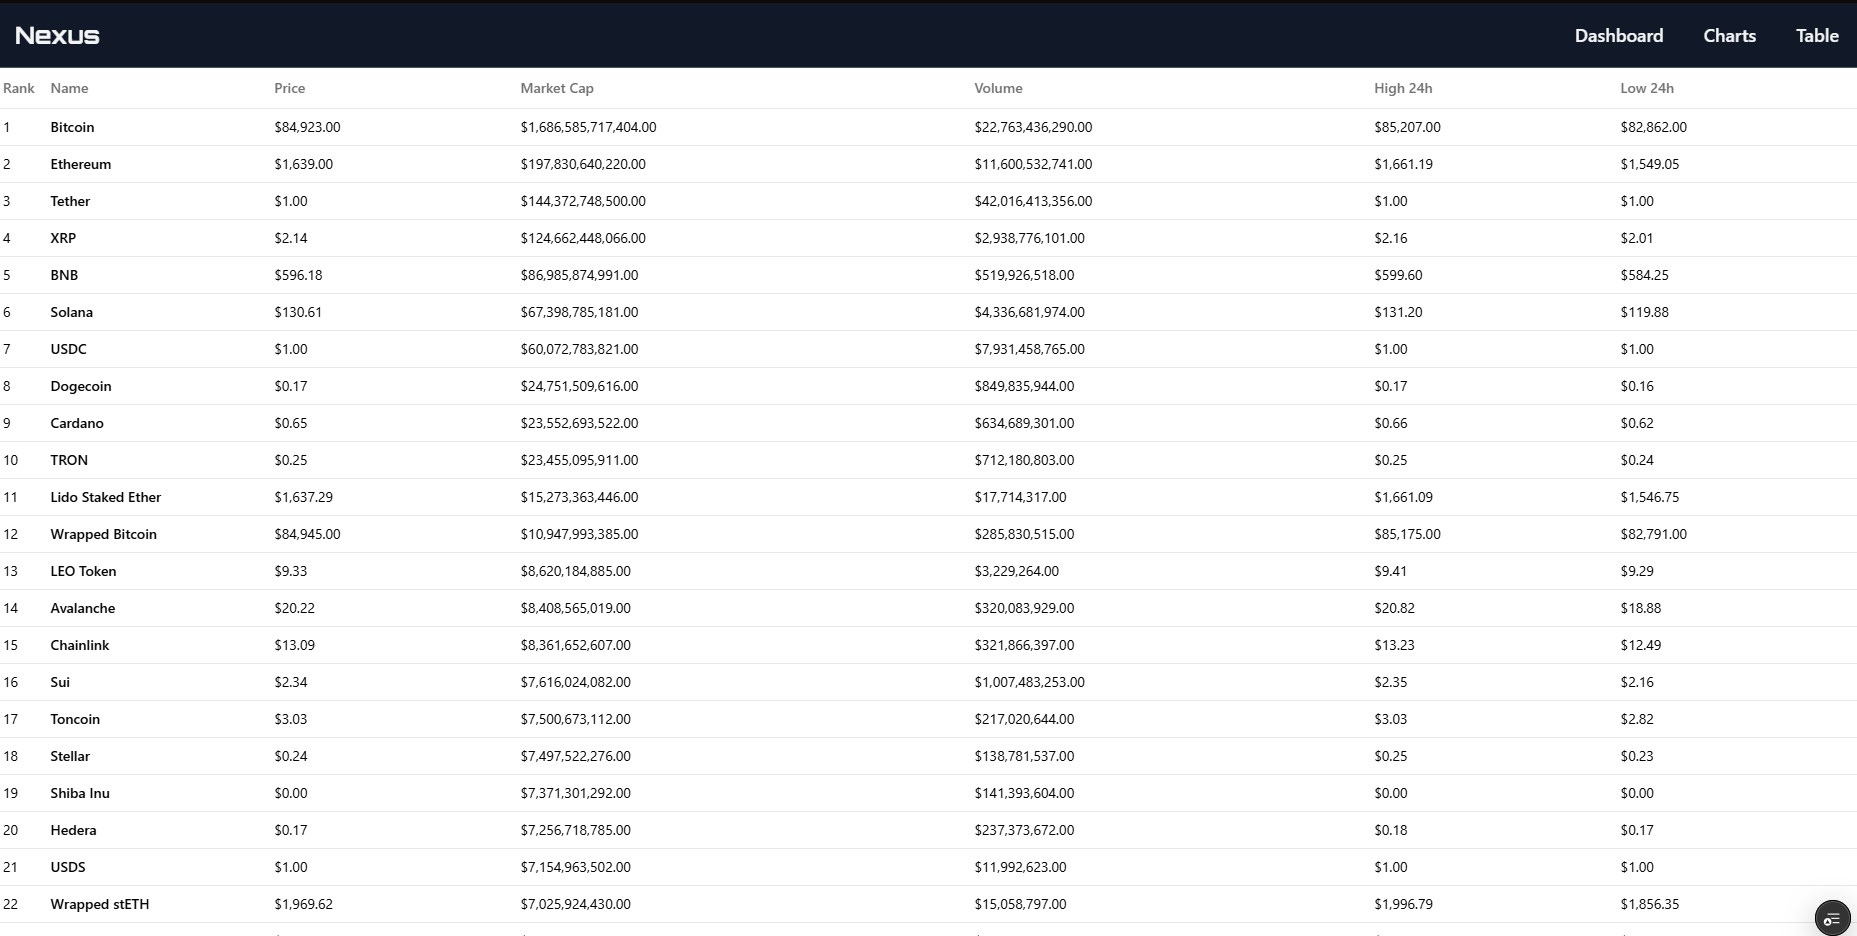 Nexus Dashboard Charts Table
Rank Name Price Market Cap Volume High 24h Low 24h
1 Bitcoin $84,923.00 $1,686,585,717,404.00 $22,763,436,290.00 $85,207.00 $82,862.00
2 Ethereum $1,639.00 $197,830,640,220.00 $11,600,532,741.00 $1,661.19 $1,549.05
3 Tether $1.00 $144,372,748,500.00 $42,016,413,356.00 $1.00 $1.00
4 XRP $2.14 $124,662,448,066.00 $2,938,776,101.00 $2.16 $2.01
5 BNB $596.18 $86,985,874,991.00 $519,926,518.00 $599.60 $584.25
6 Solana $130.61 $67,398,785,181.00 $4,336,681,974.00 $131.20 $119.88
7 USDC $1.00 $60,072,783,821.00 $7,931,458,765.00 $1.00 $1.00
8 Dogecoin $0.17 $24,751,509,616.00 $849,835,944.00 $0.17 $0.16
9 Cardano $0.65 $23,552,693,522.00 $634,689,301.00 $0.66 $0.62
10 TRON $0.25 $23,455,095,911.00 $712,180,803.00 $0.25 $0.24
11 Lido Staked Ether $1,637.29 $15,273,363,446.00 $17,714,317.00 $1,661.09 $1,546.75
12 Wrapped Bitcoin $84,945.00 $10,947,993,385.00 $285,830,515.00 $85,175.00 $82,791.00
13 LEO Token $9.33 $8,620,184,885.00 $3,229,264.00 $9.41 $9.29
14 Avalanche $20.22 $8,408,565,019.00 $320,083,929.00 $20.82 $18.88
15 Chainlink $13.09 $8,361,652,607.00 $321,866,397.00 $13.23 $12.49
16 Sui $2.34 $7,616,024,082.00 $1,007,483,253.00 $2.35 $2.16
17 Toncoin $3.03 $7,500,673,112.00 $217,020,644.00 $3.03 $2.82
18 Stellar $0.24 $7,497,522,276.00 $138,781,537.00 $0.25 $0.23
19 Shiba Inu $0.00 $7,371,301,292.00 $141,393,604.00 $0.00 $0.00
20 Hedera $0.17 $7,256,718,785.00 $237,373,672.00 $0.18 $0.17
21 USDS $1.00 $7,154,963,502.00 $11,992,623.00 $1.00 $1.00
22 Wrapped stETH $1,969.62 $7,025,924,430.00 $15,058,797.00 $1,996.79 $1,856.35